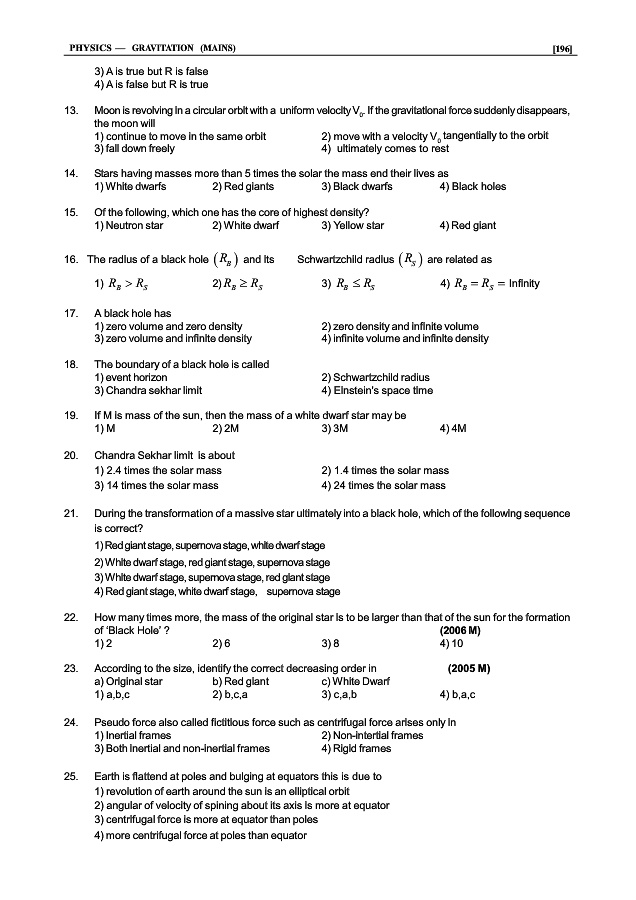 PHYSICS — GRAVITATION (MAINS) [196]
3) A is true but R is false
4) A is false but R is true
13. Moon is revolving in a circular orbit with a uniform velocity V₀. If the gravitational force suddenly disappears,
the moon will
1) continue to move in the same orbit 2) move with a velocity V₀ tangentially to the orbit
3) fall down freely 4) ultimately comes to rest
14. Stars having masses more than 5 times the solar the mass end their lives as
1) White dwarfs 2) Red giants 3) Black dwarfs 4) Black holes
15. Of the following, which one has the core of highest density?
1) Neutron star 2) White dwarf 3) Yellow star 4) Red giant
16. The radius of a black hole (R_B) and its Schwartzchild radius (R_S) are related as
1) R_B > R_S 2) R_B ≥ R_S 3) R_B ≤ R_S 4) R_B = R_S = Infinity
17. A black hole has
1) zero volume and zero density 2) zero density and infinite volume
3) zero volume and infinite density 4) infinite volume and infinite density
18. The boundary of a black hole is called
1) event horizon 2) Schwartzchild radius
3) Chandra sekhar limit 4) EInstein's space time
19. If M is mass of the sun, then the mass of a white dwarf star may be
1) M 2) 2M 3) 3M 4) 4M
20. Chandra Sekhar limit is about
1) 2.4 times the solar mass 2) 1.4 times the solar mass
3) 14 times the solar mass 4) 24 times the solar mass
21. During the transformation of a massive star ultimately into a black hole, which of the following sequence
is correct?
1) Red giant stage, supernova stage, white dwarf stage
2) White dwarf stage, red giant stage, supernova stage
3) White dwarf stage, supernova stage, red giant stage
4) Red giant stage, white dwarf stage, supernova stage
22. How many times more, the mass of the original star is to be larger than that of the sun for the formation
of 'Black Hole' ? (2006 M)
1) 2 2) 6 3) 8 4) 10
23. According to the size, identify the correct decreasing order in (2005 M)
a) Original star b) Red giant c) White Dwarf
1) a,b,c 2) b,c,a 3) c,a,b 4) b,a,c
24. Pseudo force also called fictitious force such as centrifugal force arises only in
1) Inertial frames 2) Non-intertial frames
3) Both inertial and non-inertial frames 4) Rigid frames
25. Earth is flattend at poles and bulging at equators this is due to
1) revolution of earth around the sun is an elliptical orbit
2) angular of velocity of spining about its axis is more at equator
3) centrifugal force is more at equator than poles
4) more centrifugal force at poles than equator